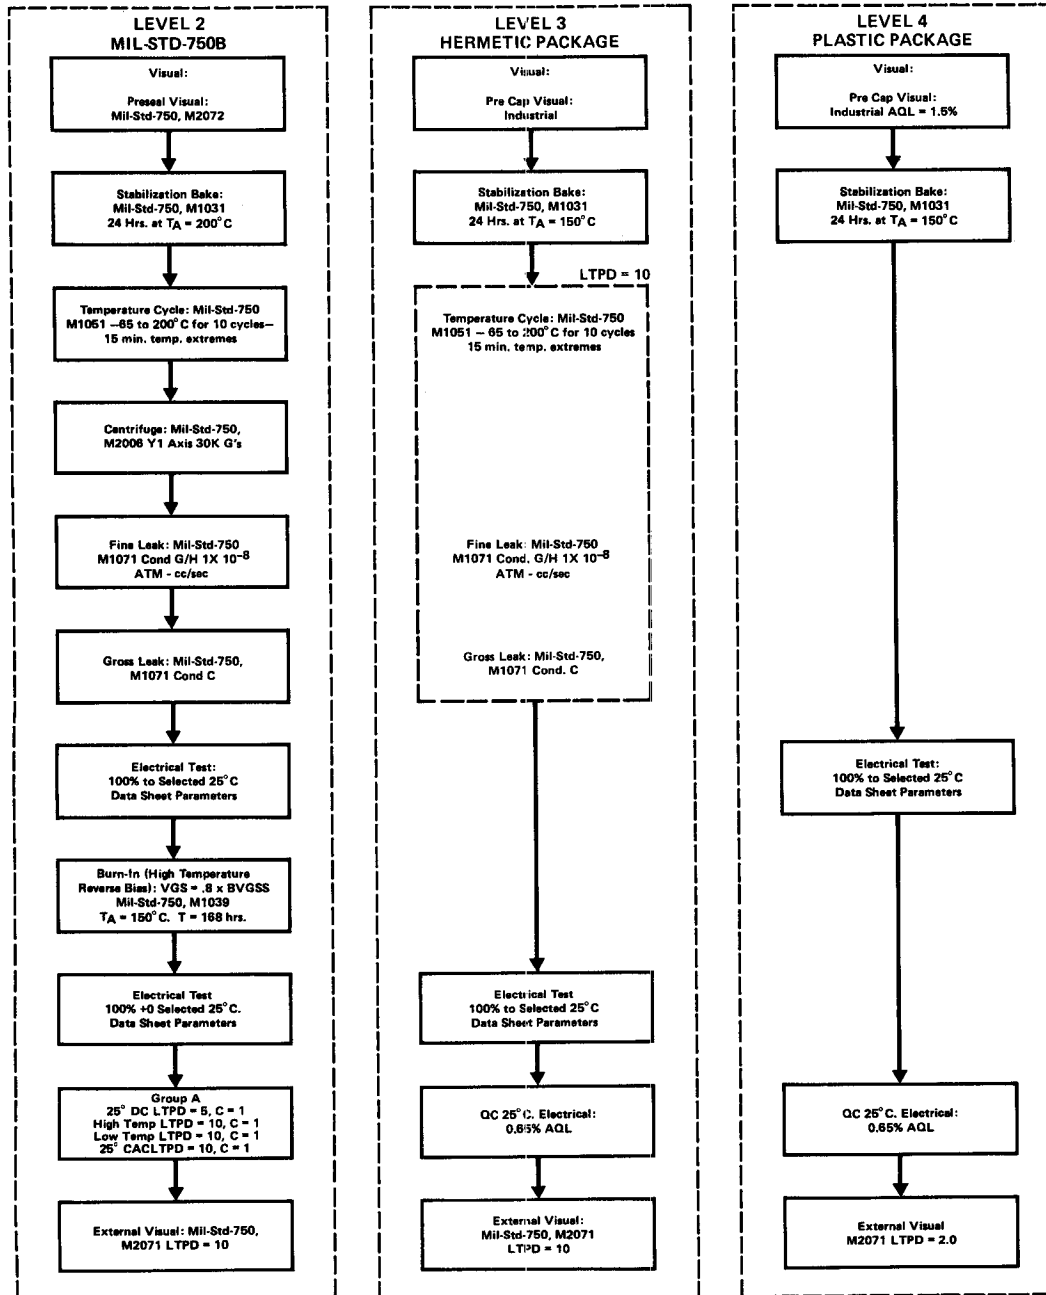 LEVEL 2
MIL-STD-750B
Visual:
Preseal Visual:
Mil-Std-750, M2072
Stabilization Bake:
Mil-Std-750, M1031
24 Hrs. at TA = 200°C
Temperature Cycle: Mil-Std-750
M1051 –65 to 200°C for 10 cycles–
15 min. temp. extremes
Centrifuge: Mil-Std-750,
M2006 Y1 Axis 30K G's
Fine Leak: Mil-Std-750
M1071 Cond G/H 1X 10⁻⁸
ATM - cc/sec
Gross Leak: Mil-Std-750,
M1071 Cond C
Electrical Test:
100% to Selected 25°C
Data Sheet Parameters
Burn-In (High Temperature
Reverse Bias): VGS = .8 x BVGSS
Mil-Std-750, M1039
TA = 150°C. T = 168 hrs.
Electrical Test
100% +0 Selected 25°C.
Data Sheet Parameters
Group A
25° DC LTPD = 5, C = 1
High Temp LTPD = 10, C = 1
Low Temp LTPD = 10, C = 1
25° CACLTPD = 10, C = 1
External Visual: Mil-Std-750,
M2071 LTPD = 10
LEVEL 3
HERMETIC PACKAGE
Visual:
Pre Cap Visual:
Industrial
Stabilization Bake:
Mil-Std-750, M1031
24 Hrs. at TA = 150°C
LTPD = 10
Temperature Cycle: Mil-Std-750
M1051 – 65 to 200°C for 10 cycles
15 min. temp. extremes
Fine Leak: Mil-Std-750
M1071 Cond. G/H 1X 10⁻⁸
ATM - cc/sec
Gross Leak: Mil-Std-750,
M1071 Cond. C
Electrical Test
100% to Selected 25°C
Data Sheet Parameters
QC 25°C. Electrical:
0.65% AQL
External Visual:
Mil-Std-750, M2071
LTPD = 10
LEVEL 4
PLASTIC PACKAGE
Visual:
Pre Cap Visual:
Industrial AQL = 1.5%
Stabilization Bake:
Mil-Std-750, M1031
24 Hrs. at TA = 150°C
Electrical Test:
100% to Selected 25°C
Data Sheet Parameters
QC 25°C. Electrical:
0.65% AQL
External Visual
M2071 LTPD = 2.0